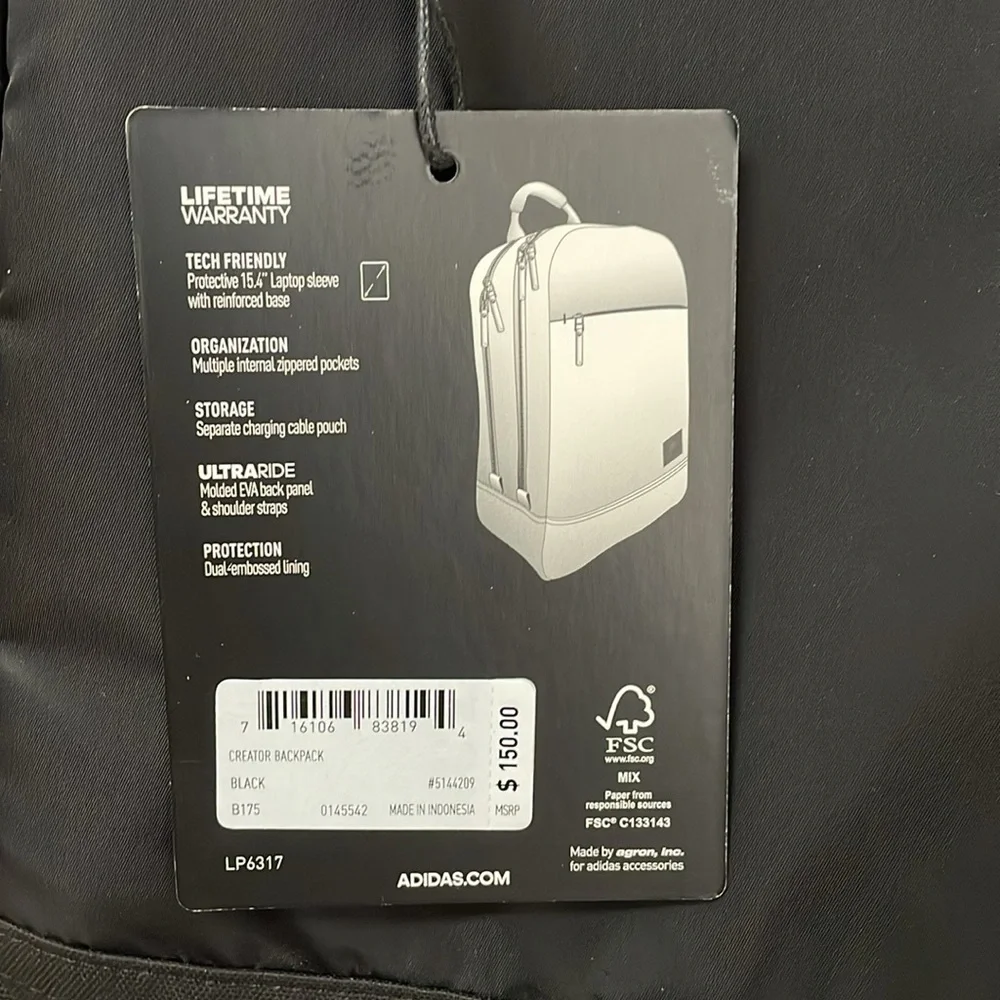 LIFETIME
WARRANTY
TECH FRIENDLY
Protective 15.4" Laptop sleeve
with reinforced base
ORGANIZATION
Multiple internal zippered pockets
STORAGE
Separate charging cable pouch
ULTRARIDE
Molded EVA back panel
& shoulder straps
PROTECTION
Dual-embossed lining
7 16106 83819 4
CREATOR BACKPACK
BLACK #5144209
B175 0145542 MADE IN INDONESIA
$ 150.00
MSRP
LP6317
ADIDAS.COM
®
FSC
www.fsc.org
MIX
Paper from
responsible sources
FSC® C133143
Made by agron, Inc.
for adidas accessories